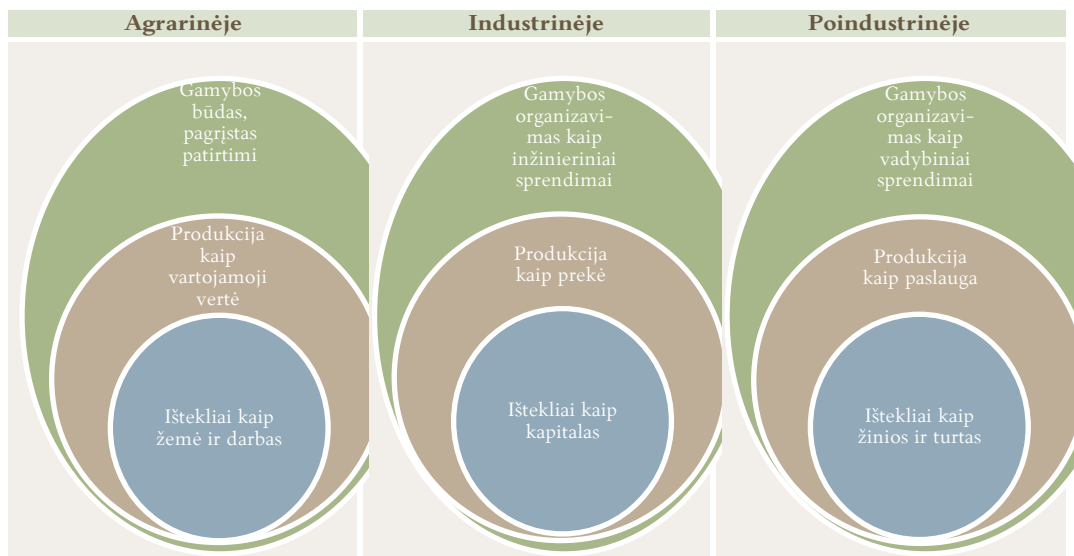 Agrarinėje
Gamybos
būdas,
pagrįstas
patirtimi
Produkcija
kaip
vartojamoji
vertė
Ištekliai kaip
žemė ir darbas
Industrinėje
Gamybos
organizavi-
mas kaip
inžinieriniai
sprendimai
Produkcija
kaip prekė
Ištekliai kaip
kapitalas
Poindustrinėje
Gamybos
organizavi-
mas kaip
vadybiniai
sprendimai
Produkcija
kaip paslauga
Ištekliai kaip
žinios ir turtas